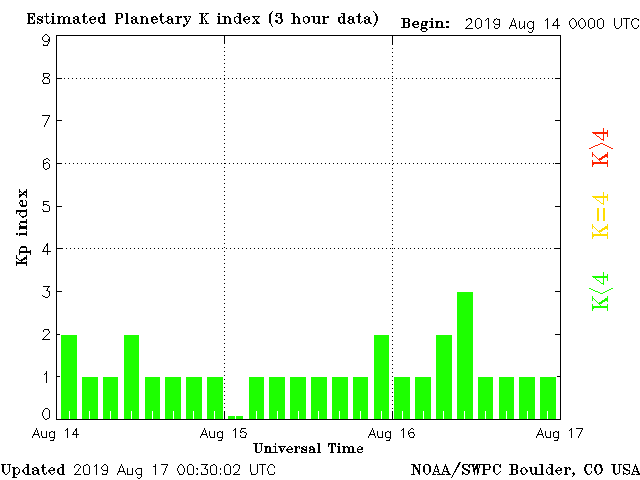 Estimated Planetary K index (3 hour data) Begin: 2019 Aug 14 0000 UTC
9
8
7
6
5
4
3
2
1
0
Kp index
K>4
K=4
K<4
Aug 14 Aug 15 Aug 16 Aug 17
Universal Time
Updated 2019 Aug 17 00:30:02 UTC NOAA/SWPC Boulder, CO USA